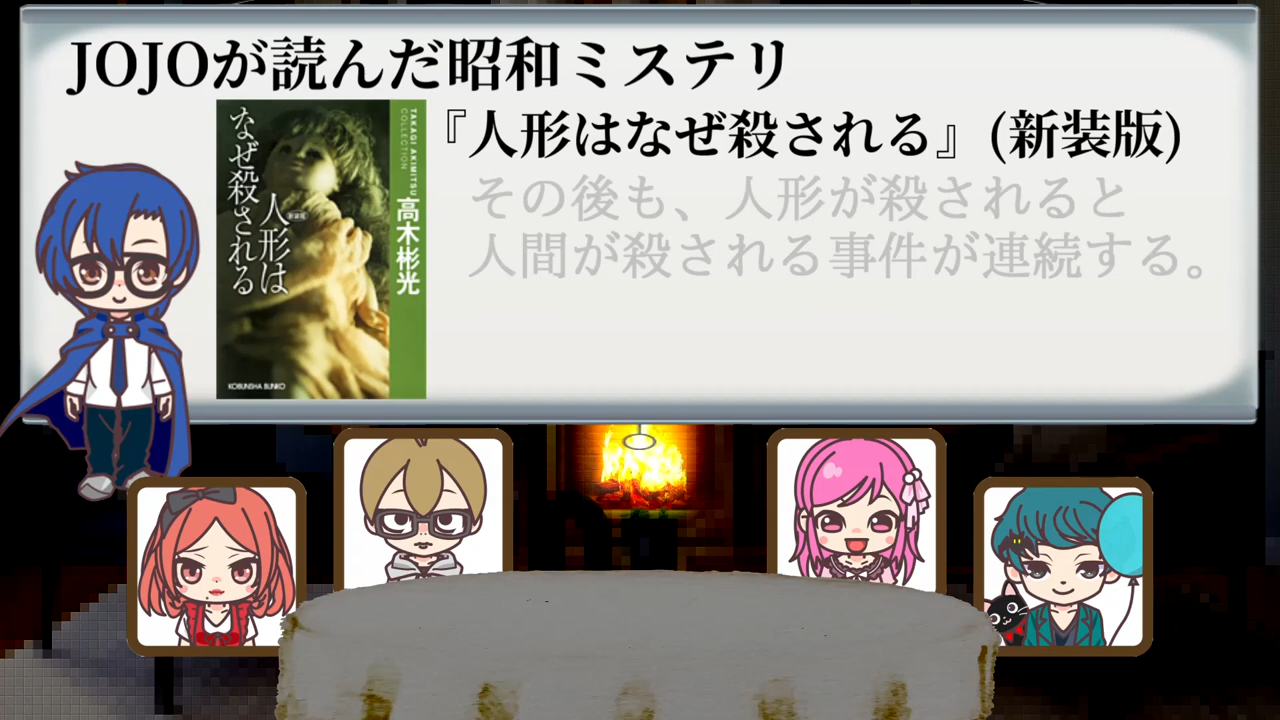 JOJOが読んだ昭和ミステリ
『人形はなぜ殺される』(新装版)
その後も、人形が殺されると
人間が殺される事件が連続する。
人形は
なぜ殺される
新装版
TAKAGI AKIMITSU
COLLECTION
高木彬光
KOBUNSHA BUNKO